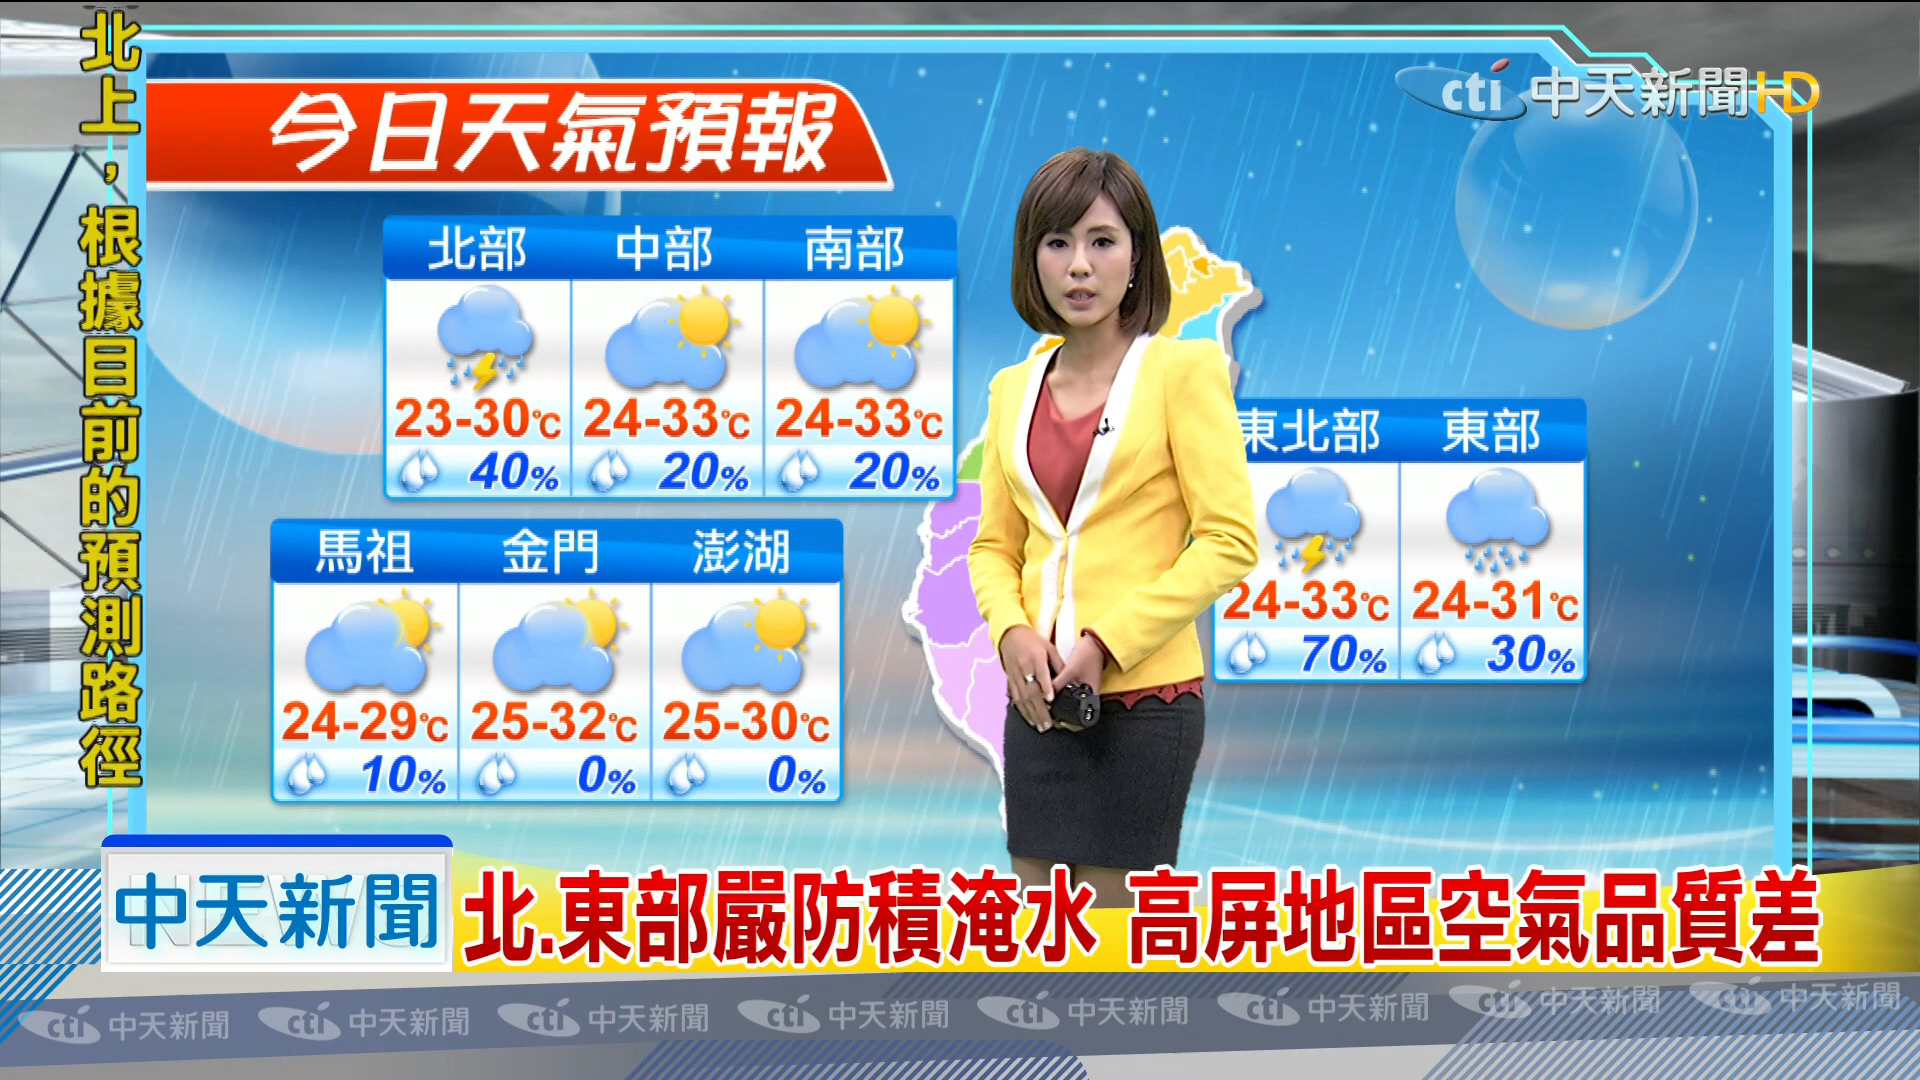 北上，根據目前的預測路徑
cti 中天新聞HD
今日天氣預報
北部 中部 南部
23-30℃ 24-33℃ 24-33℃
40% 20% 20%
東北部 東部
24-33℃ 24-31℃
70% 30%
馬祖 金門 澎湖
24-29℃ 25-32℃ 25-30℃
10% 0% 0%
中天新聞
北.東部嚴防積淹水 高屏地區空氣品質差
cti 中天新聞 cti 中天新聞 cti 中天新聞 cti 中天新聞 cti 中天新聞 cti 中天新聞 cti 中天新聞 cti 中天新聞